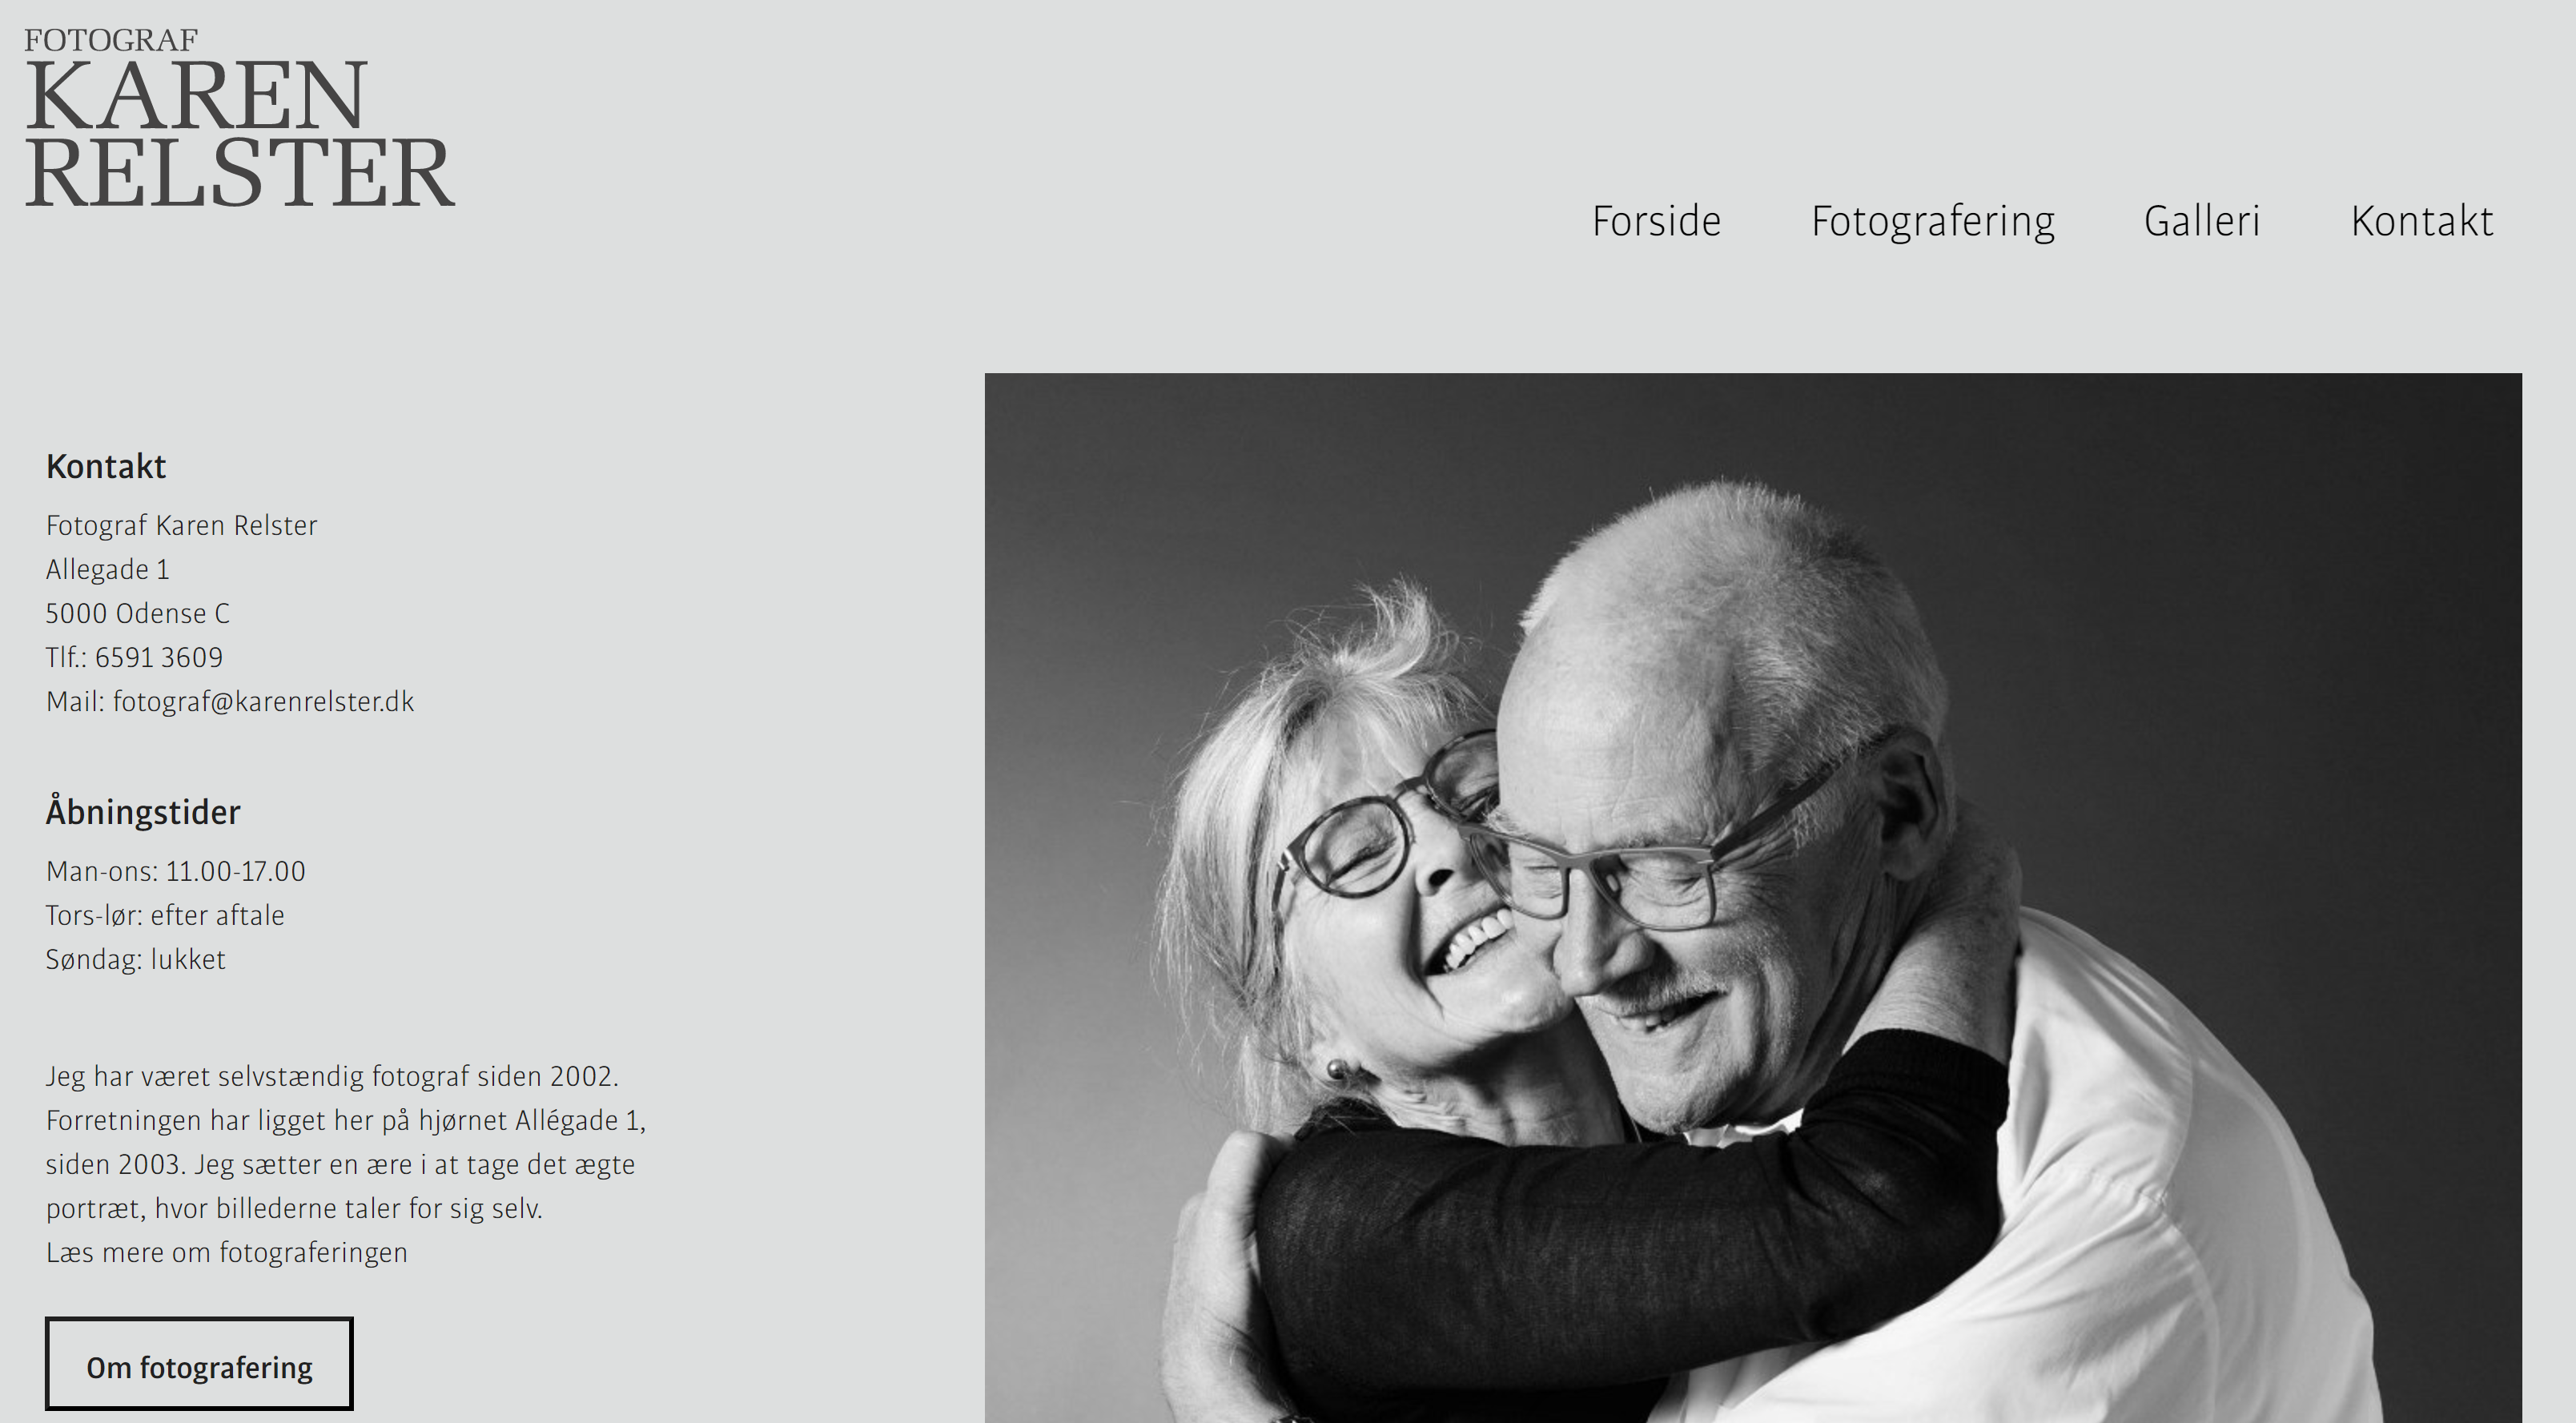 FOTOGRAF
KAREN
RELSTER
Forside Fotografering Galleri Kontakt
Kontakt
Fotograf Karen Relster
Allegade 1
5000 Odense C
Tlf.: 6591 3609
Mail: fotograf@karenrelster.dk
Åbningstider
Man-ons: 11.00-17.00
Tors-lør: efter aftale
Søndag: lukket
Jeg har været selvstændig fotograf siden 2002.
Forretningen har ligget her på hjørnet Allégade 1,
siden 2003. Jeg sætter en ære i at tage det ægte
portræt, hvor billederne taler for sig selv.
Læs mere om fotograferingen
Om fotografering